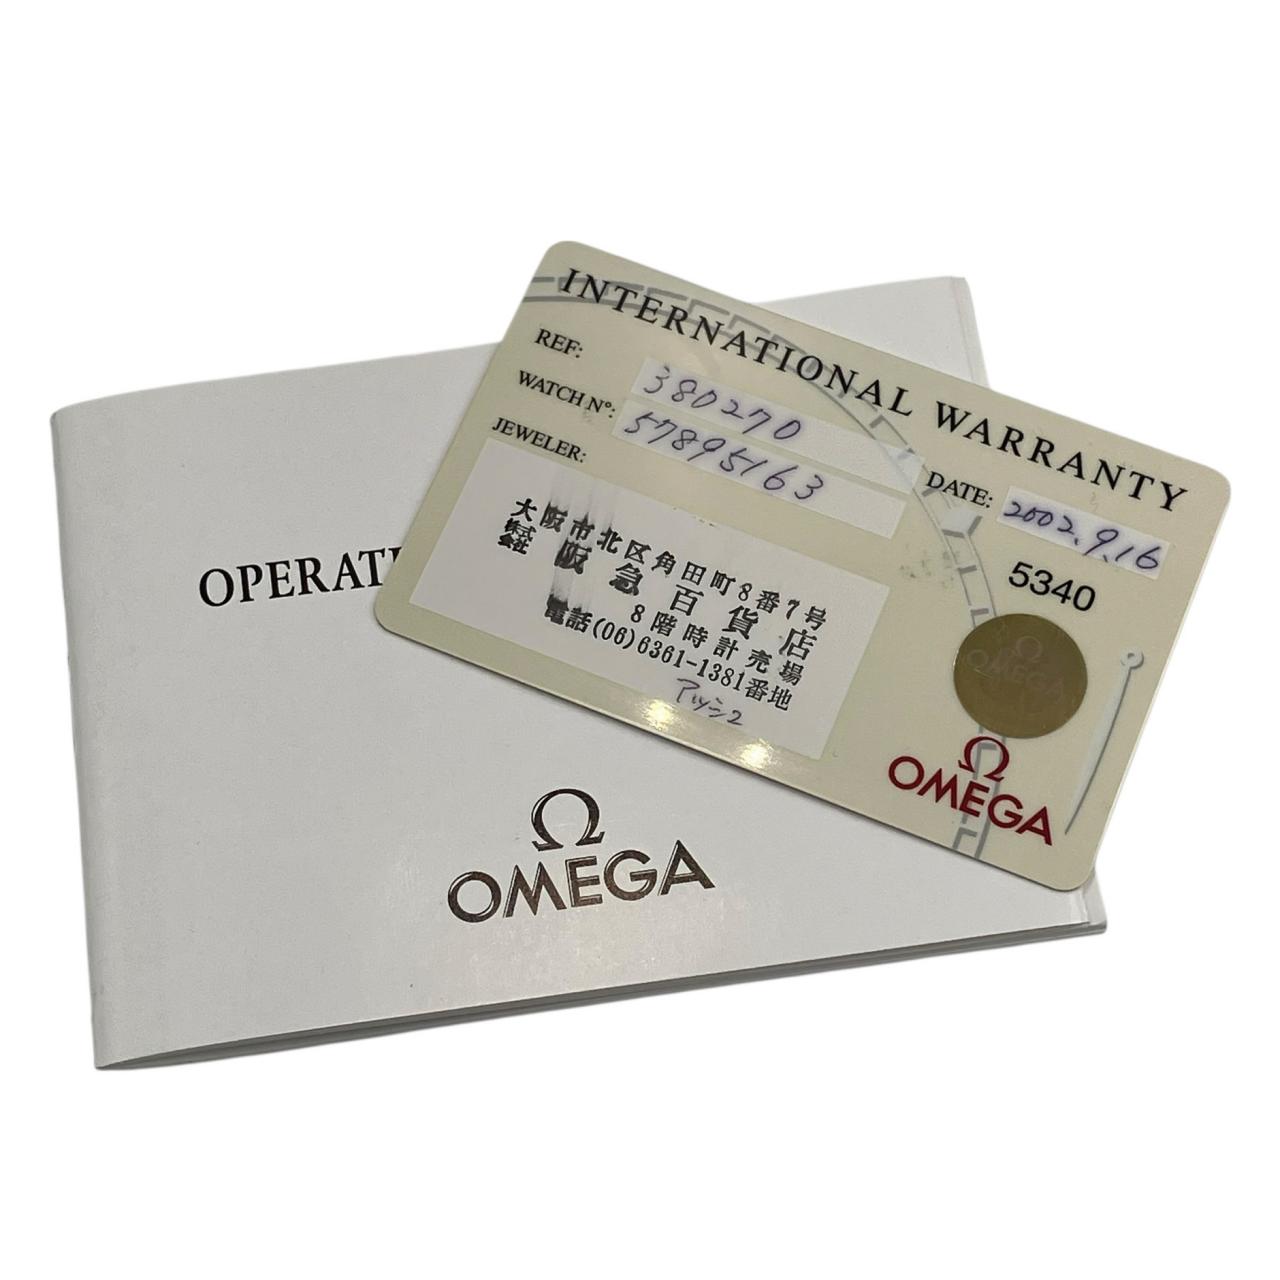 INTERNATIONAL WARRANTY
REF: 380270
WATCH Nº: 57895163
DATE: 2002.9.16
JEWELER:
5340
大阪市北区角田町8番7号
株式会社 阪急百貨店
8階時計売場
電話(06)6361-1381番地
OMEGA
Ω
OMEGA
OPERATI
Ω
OMEGA